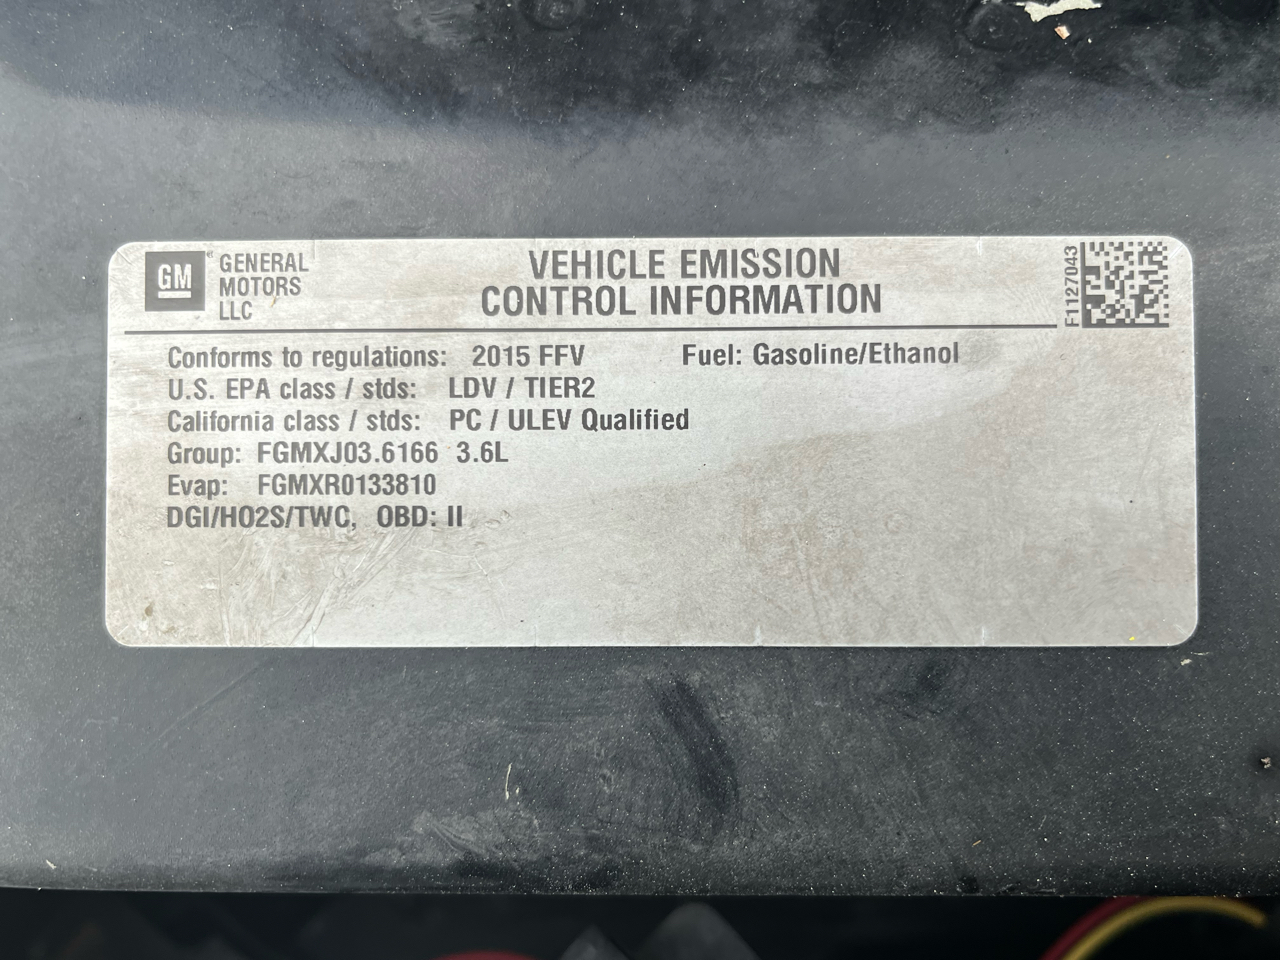 GM
GENERAL
MOTORS
LLC
VEHICLE EMISSION
CONTROL INFORMATION
F1127043
Conforms to regulations: 2015 FFV Fuel: Gasoline/Ethanol
U.S. EPA class / stds: LDV / TIER2
California class / stds: PC / ULEV Qualified
Group: FGMXJ03.6166 3.6L
Evap: FGMXR0133810
DGI/HO2S/TWC, OBD: II